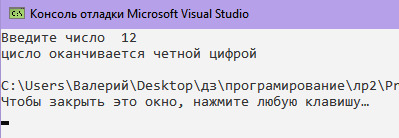 Консоль отладки Microsoft Visual Studio
Введите число  12
цисло оканчивается четной цифрой
C:\Users\Валерий\Desktop\дз\програмирование\лр2\Pr
Чтобы закрыть это окно, нажмите любую клавишу…